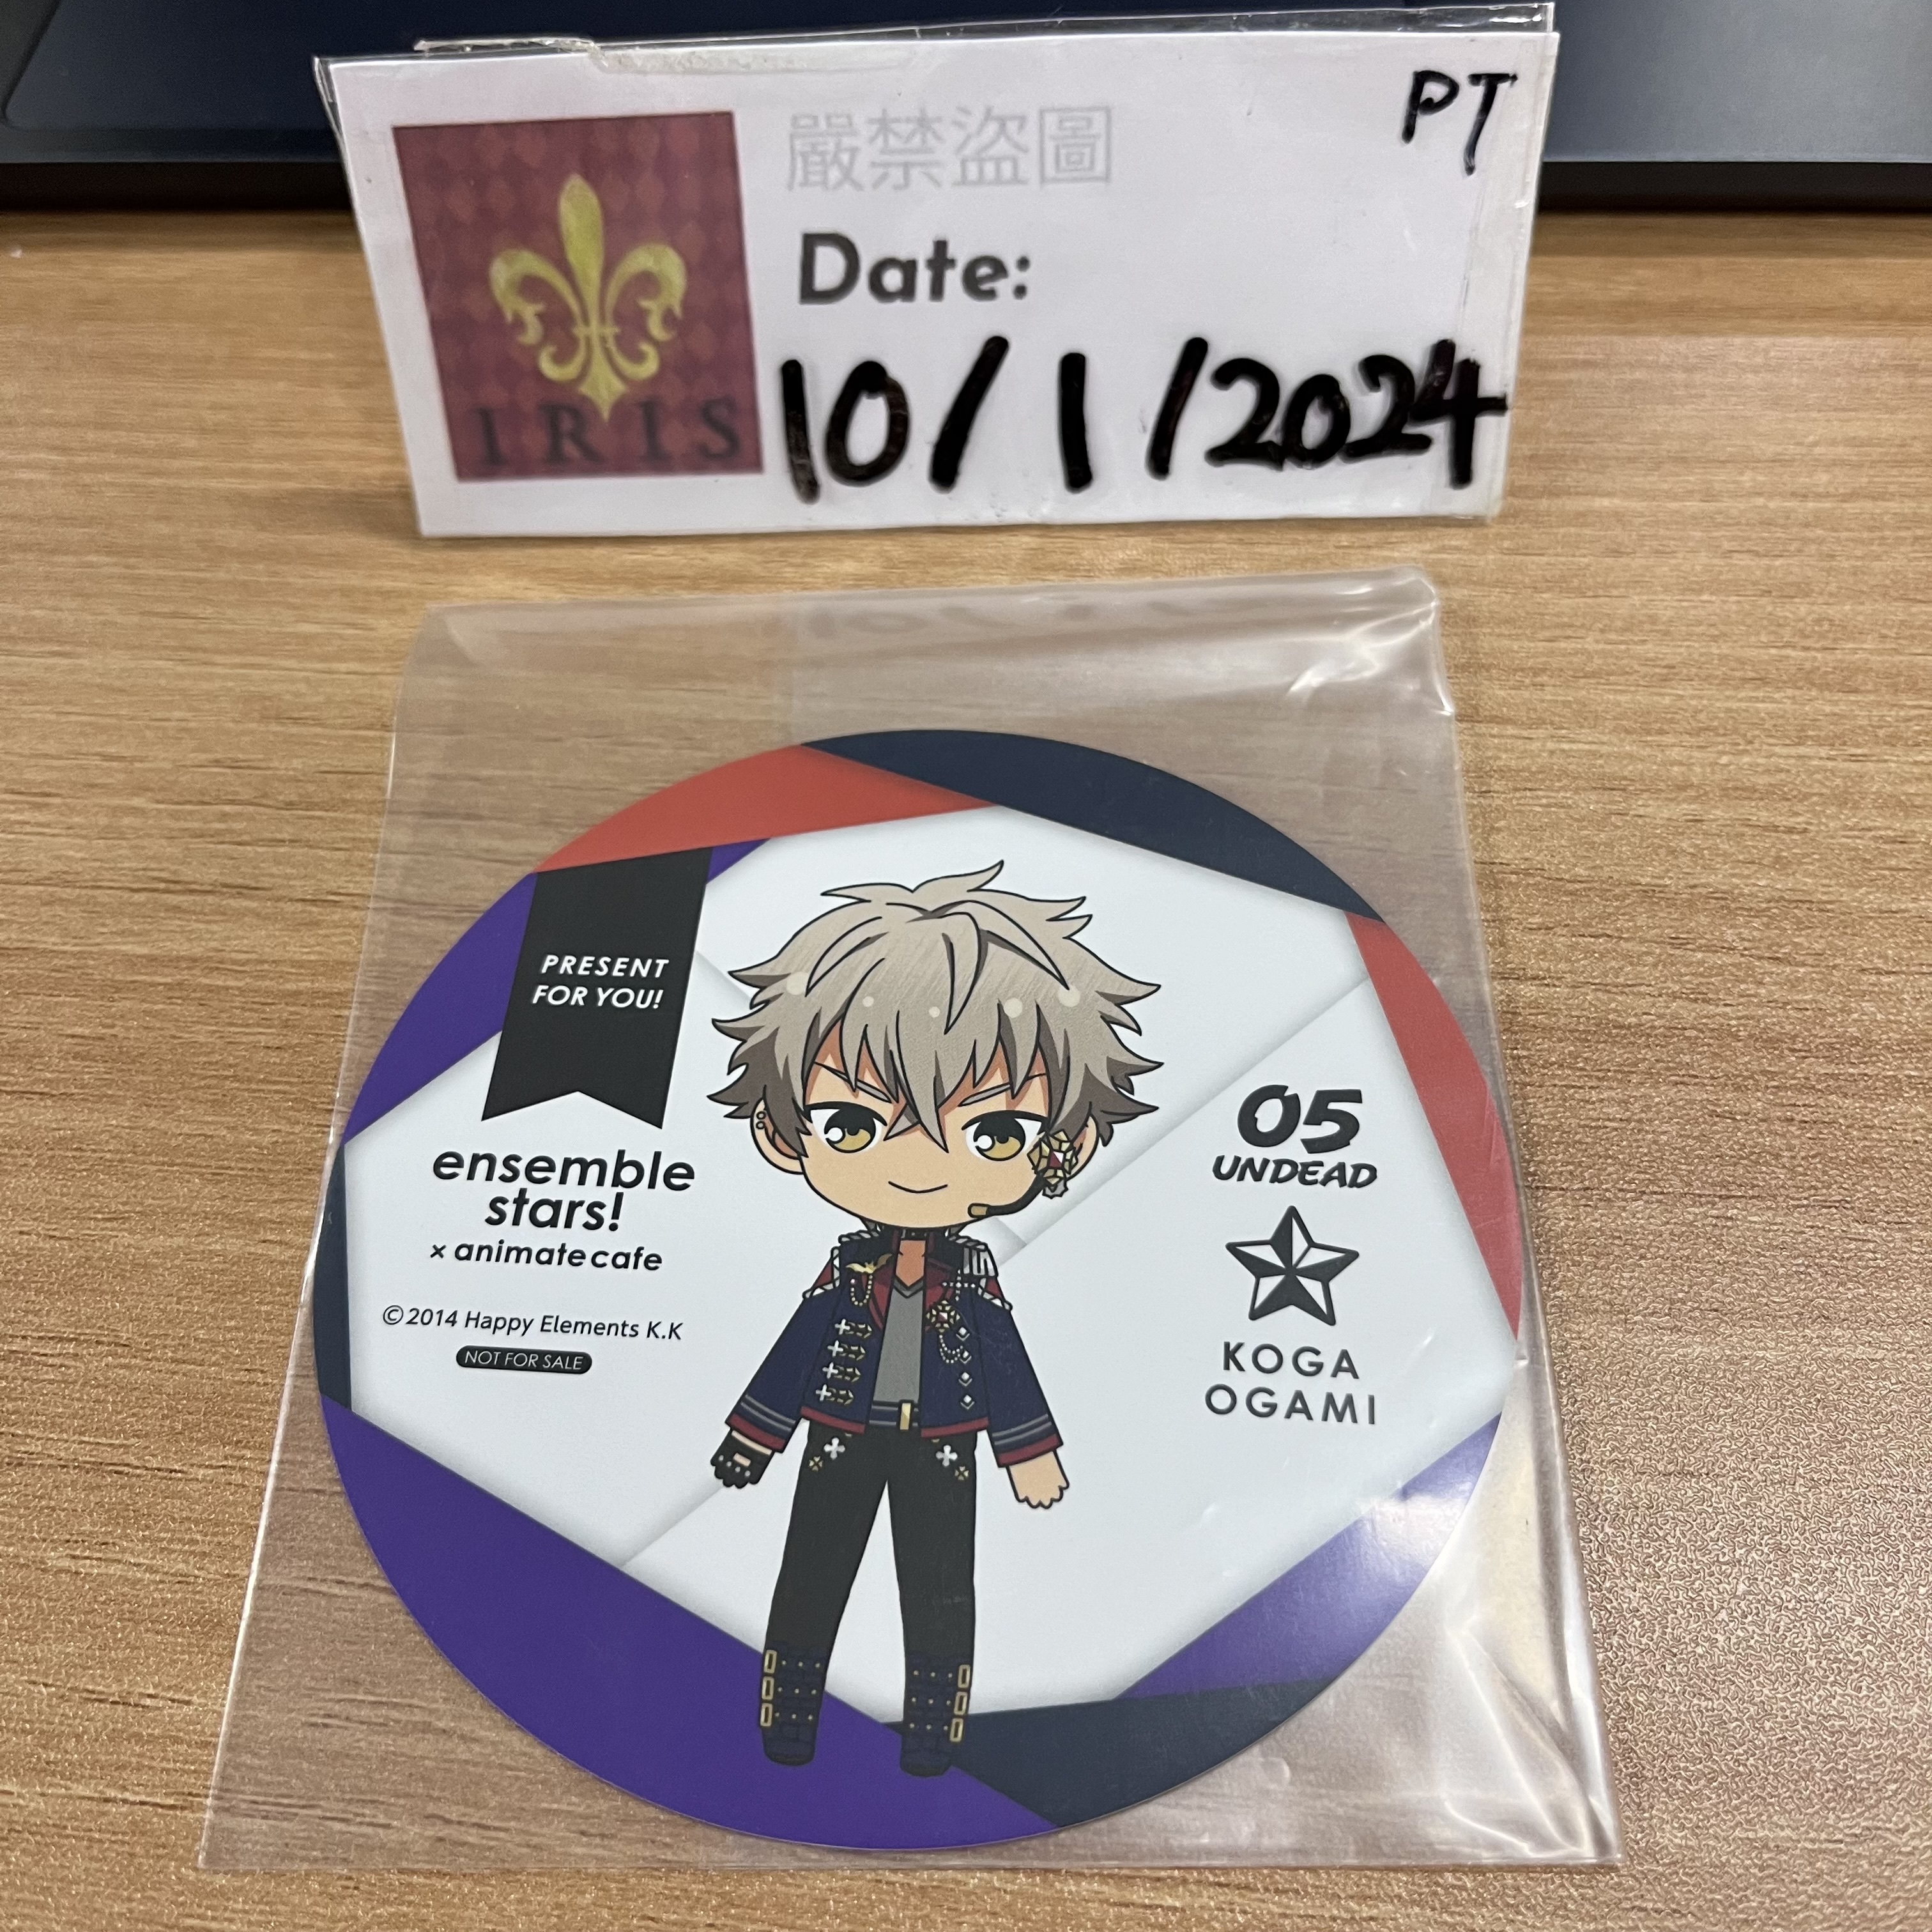 PT
嚴禁盜圖
Date:
10/1/2024
IRIS
PRESENT
FOR YOU!
ensemble
stars!
× animate cafe
©2014 Happy Elements K.K
NOT FOR SALE
05
UNDEAD
KOGA
OGAMI